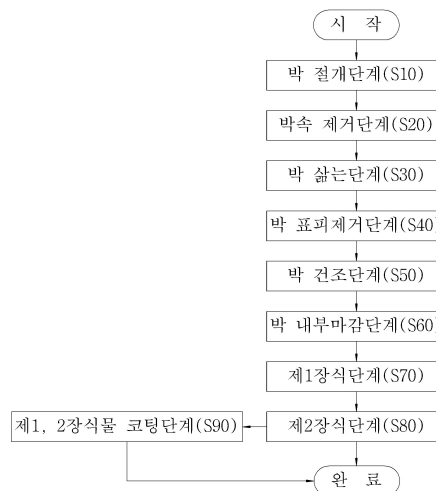 시 작
박 절개단계(S10)
박속 제거단계(S20)
박 삶는단계(S30)
박 표피제거단계(S40)
박 건조단계(S50)
박 내부마감단계(S60)
제1장식단계(S70)
제2장식단계(S80)
제1, 2장식물 코팅단계(S90)
완 료